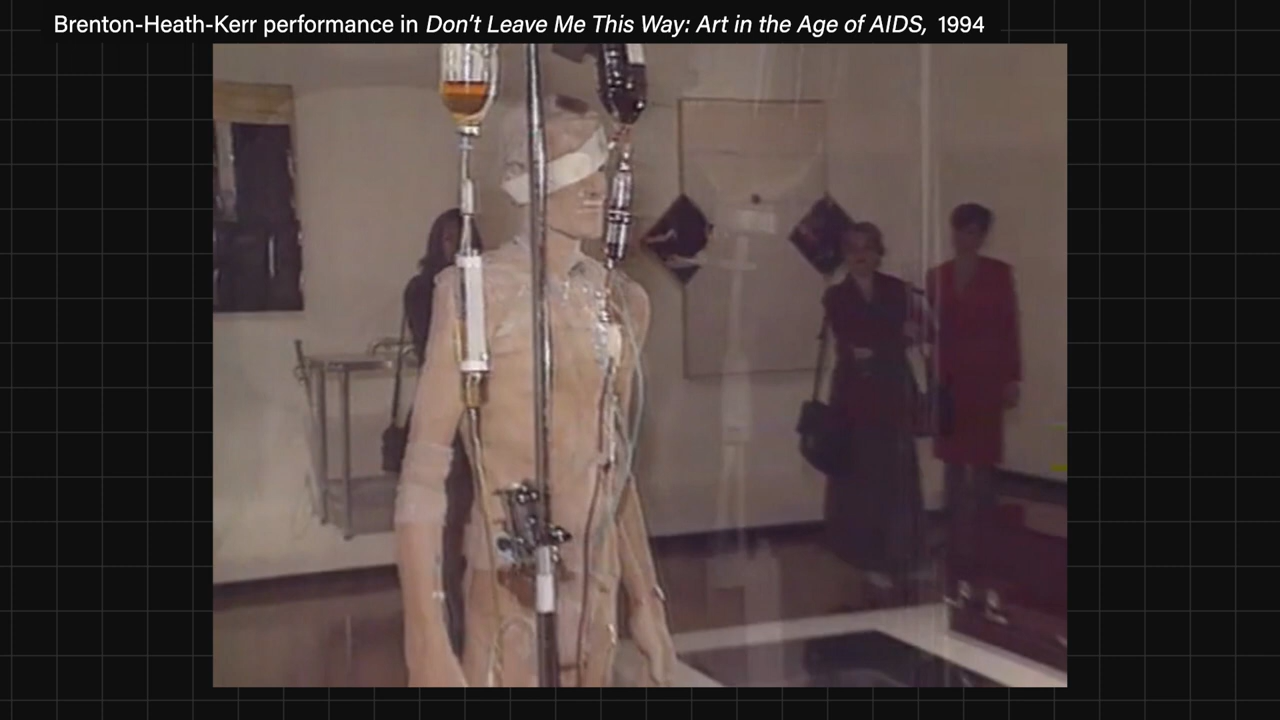 Brenton-Heath-Kerr performance in Don’t Leave Me This Way: Art in the Age of AIDS, 1994